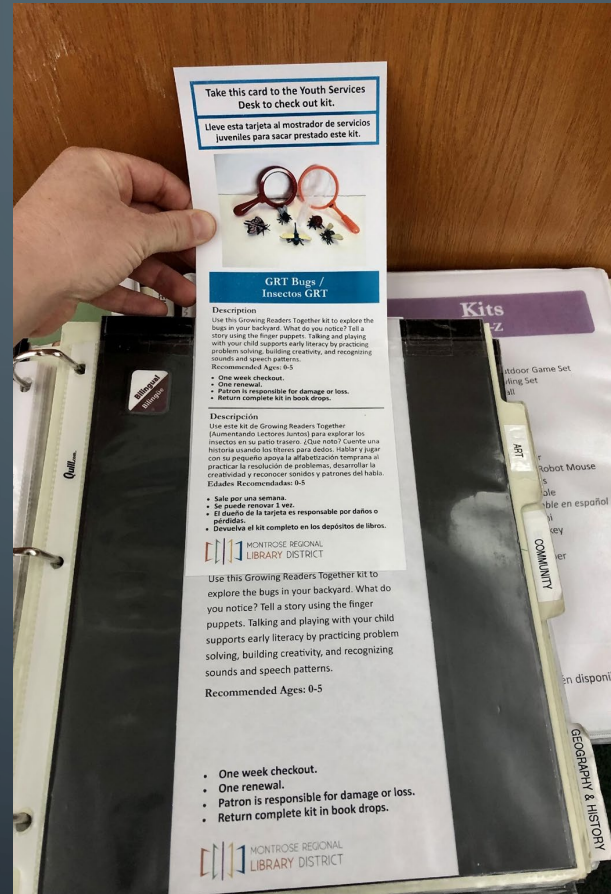 Take this card to the Youth Services
Desk to check out kit.
Lleve esta tarjeta al mostrador de servicios
juveniles para sacar prestado este kit.
GRT Bugs /
Insectos GRT
Description
Use this Growing Readers Together kit to explore the
bugs in your backyard. What do you notice? Tell a
story using the finger puppets. Talking and playing
with your child supports early literacy by practicing
problem solving, building creativity, and recognizing
sounds and speech patterns.
Recommended Ages: 0-5
• One week checkout.
• One renewal.
• Patron is responsible for damage or loss.
• Return complete kit in book drops.
Descripción
Use este kit de Growing Readers Together
(Aumentando Lectores Juntos) para explorar los
insectos en su patio trasero. ¿Que noto? Cuente una
historia usando los títeres para dedos. Hablar y jugar
con su pequeño apoya la alfabetización temprana al
practicar la resolución de problemas, desarrollar la
creatividad y reconocer sonidos y patrones del habla.
Edades Recomendadas: 0-5
• Sale por una semana.
• Se puede renovar 1 vez.
• El dueño de la tarjeta es responsible por daños o
pérdidas.
• Devuelva el kit completo en los depósitos de libros.
MONTROSE REGIONAL
LIBRARY DISTRICT
Use this Growing Readers Together kit to
explore the bugs in your backyard. What do
you notice? Tell a story using the finger
puppets. Talking and playing with your child
supports early literacy by practicing problem
solving, building creativity, and recognizing
sounds and speech patterns.
Recommended Ages: 0-5
• One week checkout.
• One renewal.
• Patron is responsible for damage or loss.
• Return complete kit in book drops.
MONTROSE REGIONAL
LIBRARY DISTRICT
Bilingual
Bilingüe
Quill.com
Kits
-Z
Game Set
Set
Robot Mouse
en español
ART
COMMUNITY
GEOGRAPHY & HISTORY